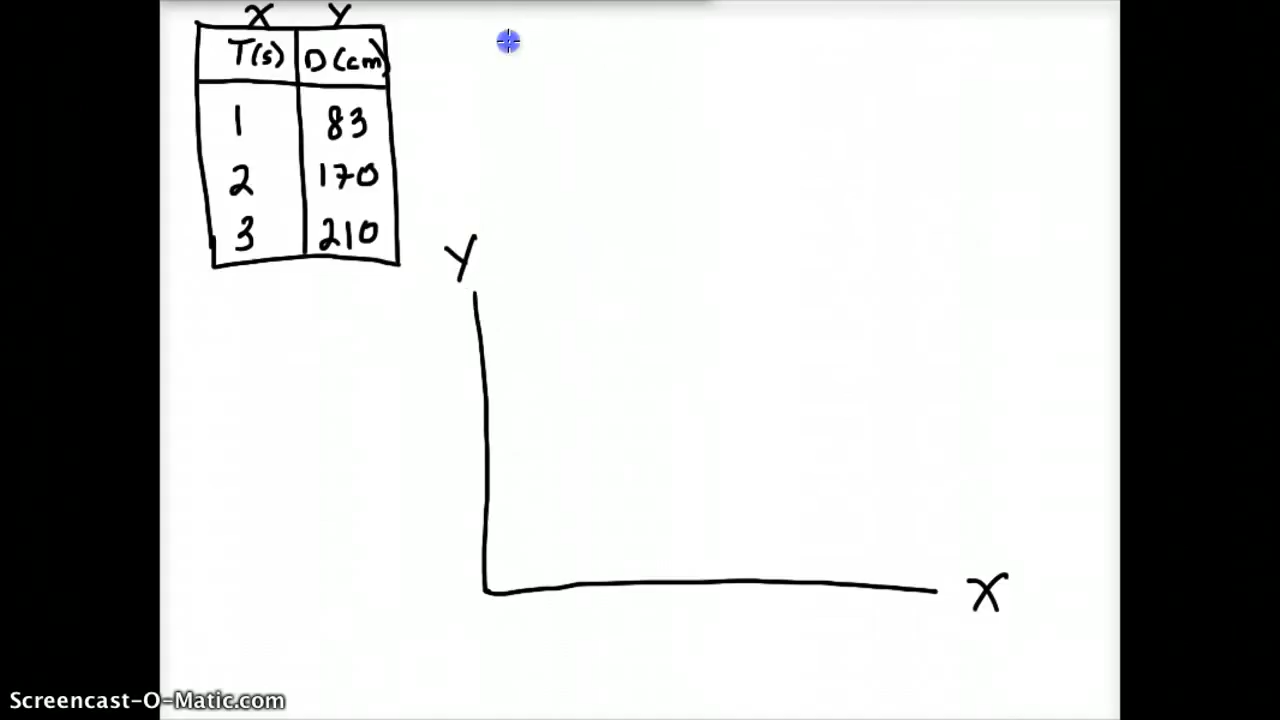 X Y
T(s) D(cm)
1 83
2 170
3 210
Y
X
Screencast-O-Matic.com